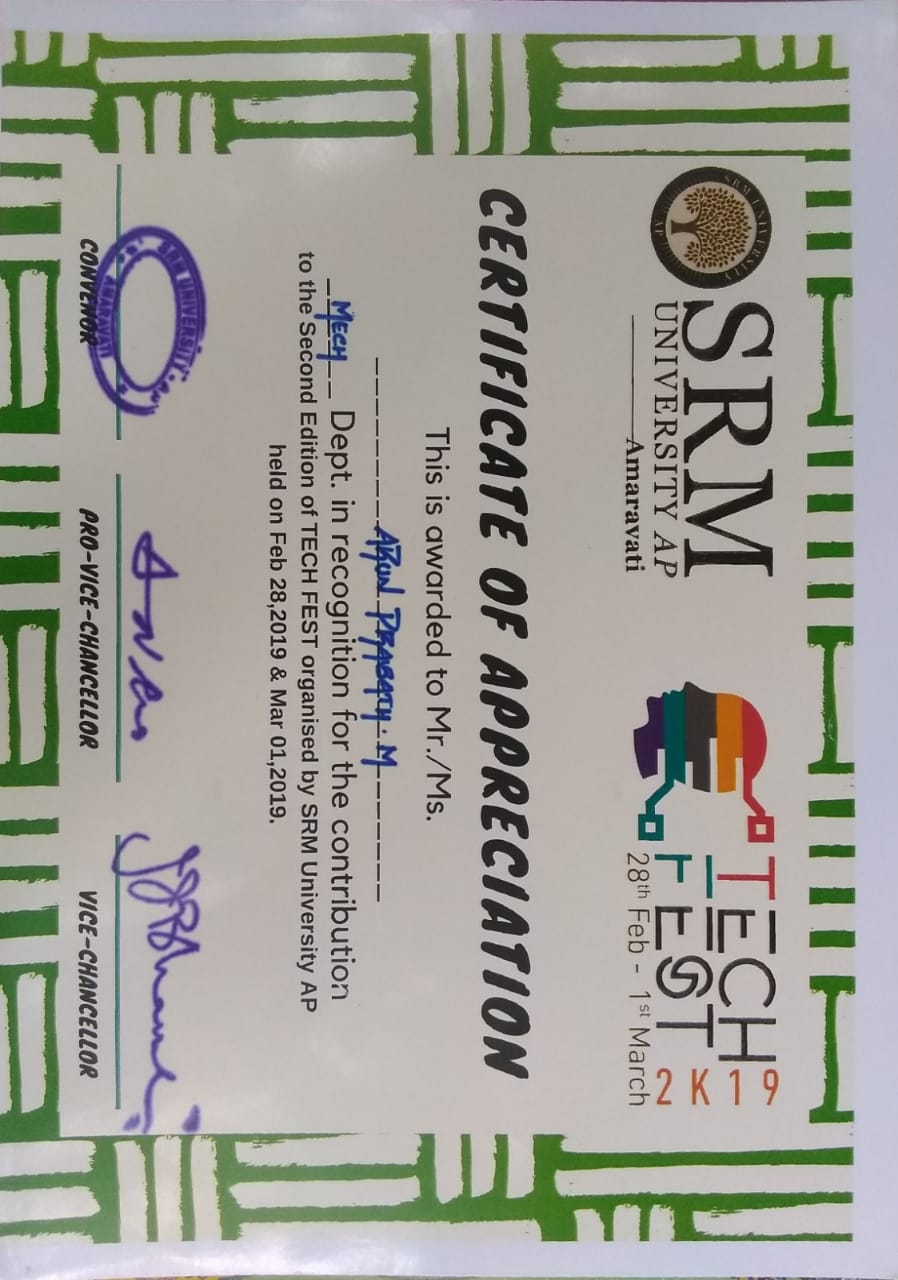 SRM UNIVERSITY
AP
SRM
UNIVERSITY AP
Amaravati
TECH
FEST
2K19
28th Feb - 1st March
CERTIFICATE OF APPRECIATION
This is awarded to Mr./Ms.
ARUN PRABATH. M
MECH Dept. in recognition for the contribution
to the Second Edition of TECH FEST organised by SRM University AP
held on Feb 28,2019 & Mar 01,2019.
SRM UNIVERSITY-AP
AMARAVATI
CONVENOR
PRO-VICE-CHANCELLOR
VICE-CHANCELLOR